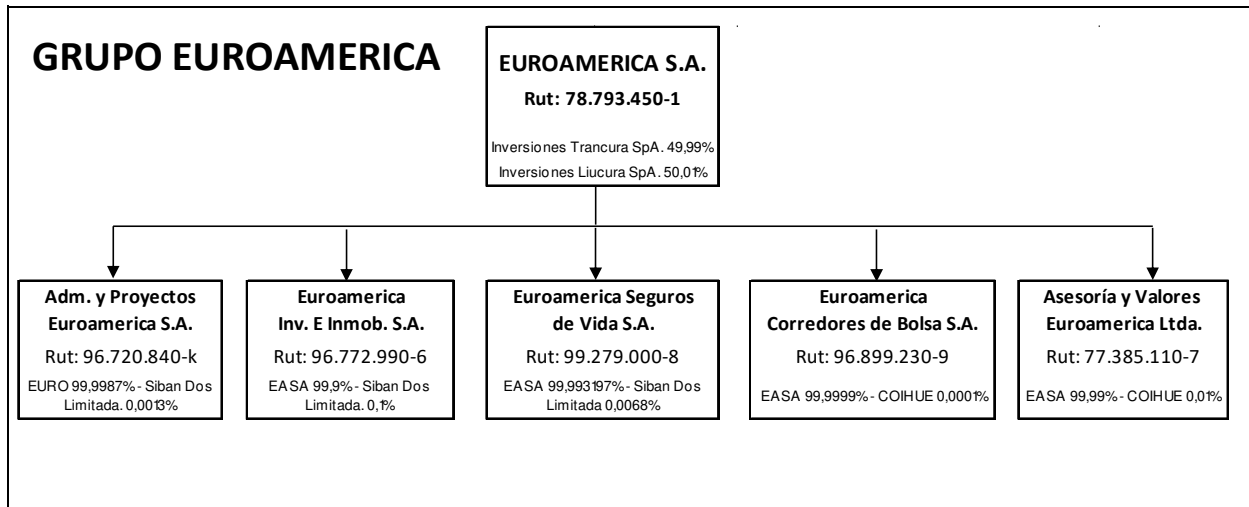 GRUPO EUROAMERICA
EUROAMERICA S.A.
Rut: 78.793.450-1
Inversiones Trancura SpA. 49,99%
Inversiones Liucura SpA. 50,01%
Adm. y Proyectos
Euroamerica S.A.
Rut: 96.720.840-k
EURO 99,9987% - Siban Dos
Limitada. 0,0013%
Euroamerica
Inv. E Inmob. S.A.
Rut: 96.772.990-6
EASA 99,9% - Siban Dos
Limitada. 0,1%
Euroamerica Seguros
de Vida S.A.
Rut: 99.279.000-8
EASA 99,993197% - Siban Dos
Limitada 0,0068%
Euroamerica
Corredores de Bolsa S.A.
Rut: 96.899.230-9
EASA 99,9999% - COIHUE 0,0001%
Asesoría y Valores
Euroamerica Ltda.
Rut: 77.385.110-7
EASA 99,99% - COIHUE 0,01%